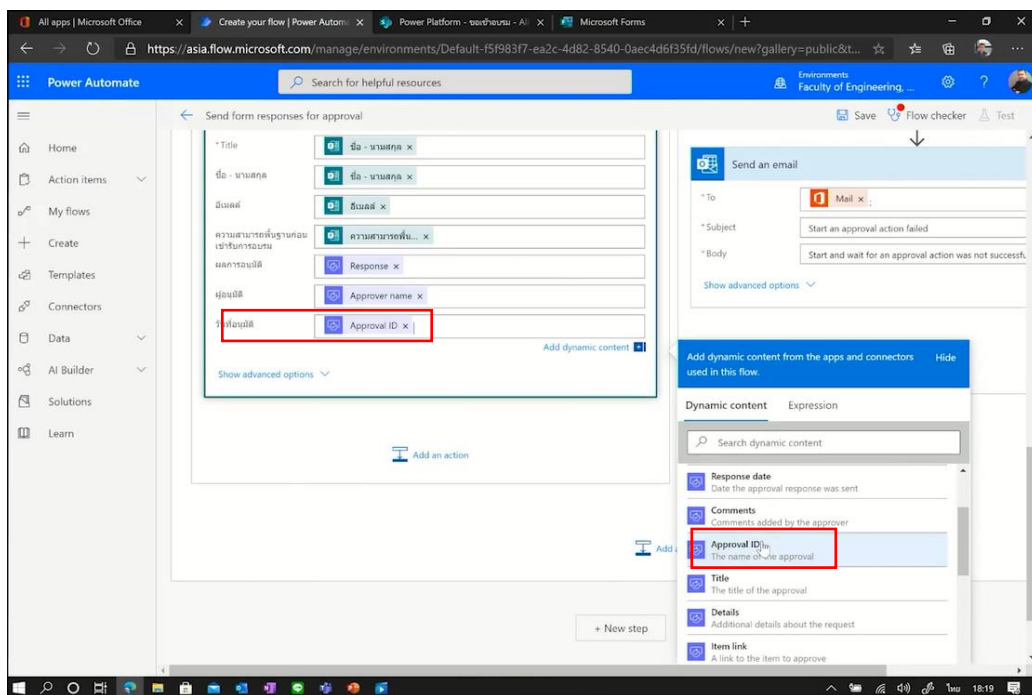 All apps | Microsoft Office
Create your flow | Power Autom
Power Platform - ขอเข้าอบรม - All
Microsoft Forms
https://asia.flow.microsoft.com/manage/environments/Default-f5f983f7-ea2c-4d82-8540-0aec4d6f35fd/flows/new?gallery=public&t...
Power Automate
Search for helpful resources
Environments
Faculty of Engineering, ...
Send form responses for approval
Save
Flow checker
Test
Home
Action items
My flows
Create
Templates
Connectors
Data
AI Builder
Solutions
Learn
* Title
ชื่อ - นามสกุล ×
ชื่อ - นามสกุล
ชื่อ - นามสกุล ×
อีเมลล์
อีเมลล์ ×
ความสามารถพื้นฐานก่อน
เข้ารับการอบรม
ความสามารถพื้น... ×
ผลการอนุมัติ
Response ×
ผู้อนุมัติ
Approver name ×
วันที่อนุมัติ
Approval ID ×
Add dynamic content
Show advanced options
Add an action
Send an email
* To
Mail × ;
* Subject
Start an approval action failed
* Body
Start and wait for an approval action was not successfu
Show advanced options
Add a
+ New step
Add dynamic content from the apps and connectors
used in this flow.
Hide
Dynamic content
Expression
Search dynamic content
Response date
Date the approval response was sent
Comments
Comments added by the approver
Approval ID
The name of the approval
Title
The title of the approval
Details
Additional details about the request
Item link
A link to the item to approve
ไทย
18:19